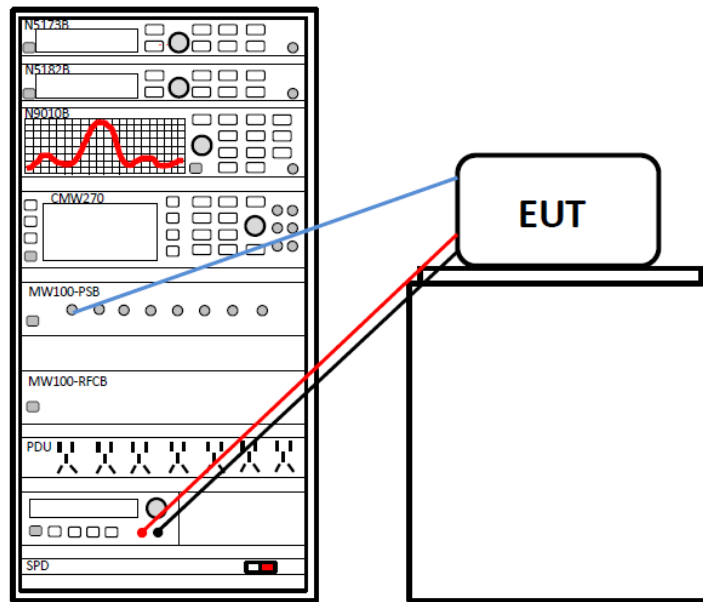 N5173B
N5182B
N9010B
CMW270
EUT
MW100-PSB
MW100-RFCB
PDU
SPD